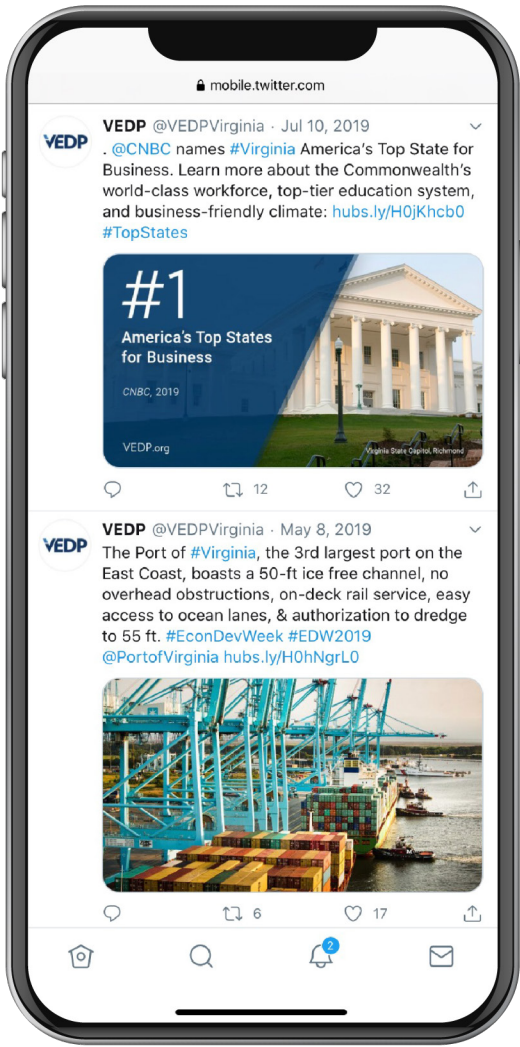 mobile.twitter.com
VEDP
VEDP @VEDPVirginia · Jul 10, 2019
. @CNBC names #Virginia America's Top State for
Business. Learn more about the Commonwealth's
world-class workforce, top-tier education system,
and business-friendly climate: hubs.ly/H0jKhcb0
#TopStates
#1
America's Top States
for Business
CNBC, 2019
VEDP.org
Virginia State Capitol, Richmond
12
32
VEDP
VEDP @VEDPVirginia · May 8, 2019
The Port of #Virginia, the 3rd largest port on the
East Coast, boasts a 50-ft ice free channel, no
overhead obstructions, on-deck rail service, easy
access to ocean lanes, & authorization to dredge
to 55 ft. #EconDevWeek #EDW2019
@PortofVirginia hubs.ly/H0hNgrL0
6
17
2